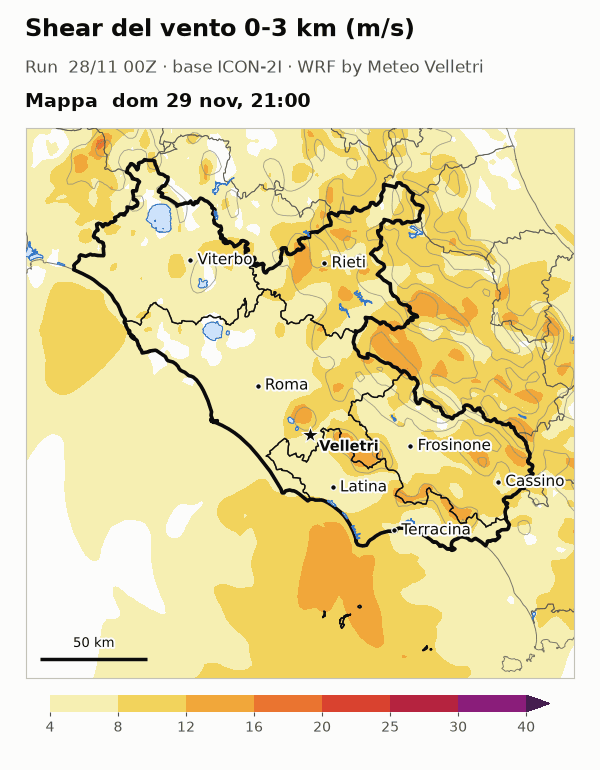 Shear del vento 0-3 km (m/s)
Run  28/11 00Z · base ICON-2I · WRF by Meteo Velletri
Mappa  dom 29 nov, 21:00
Viterbo
Rieti
Roma
Velletri
Frosinone
Latina
Cassino
Terracina
50 km
4 8 12 16 20 25 30 40